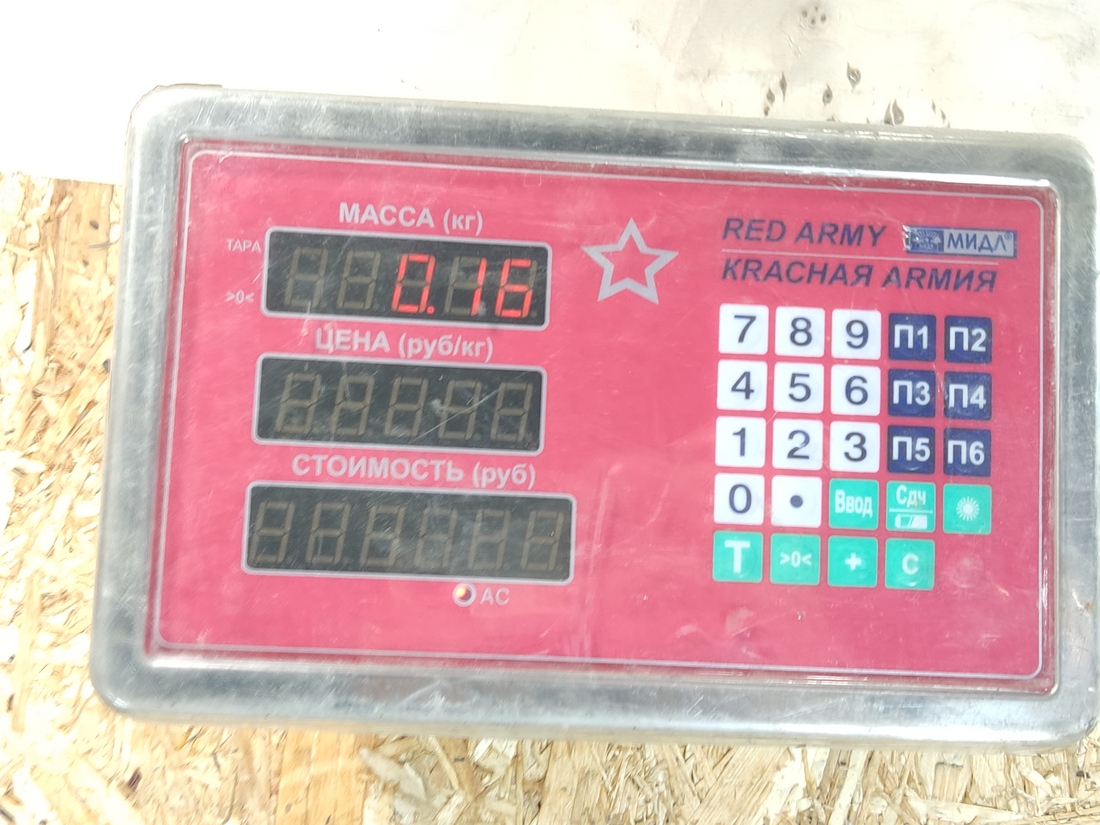 МАССА (кг)
ТАРА
>0<
0.16
ЦЕНА (руб/кг)
СТОИМОСТЬ (руб)
AC
RED ARMY
МИДЛ
КRАСНАЯ ARMИЯ
7 8 9 П1 П2
4 5 6 П3 П4
1 2 3 П5 П6
0 • Ввод Сдч
T >0< + C